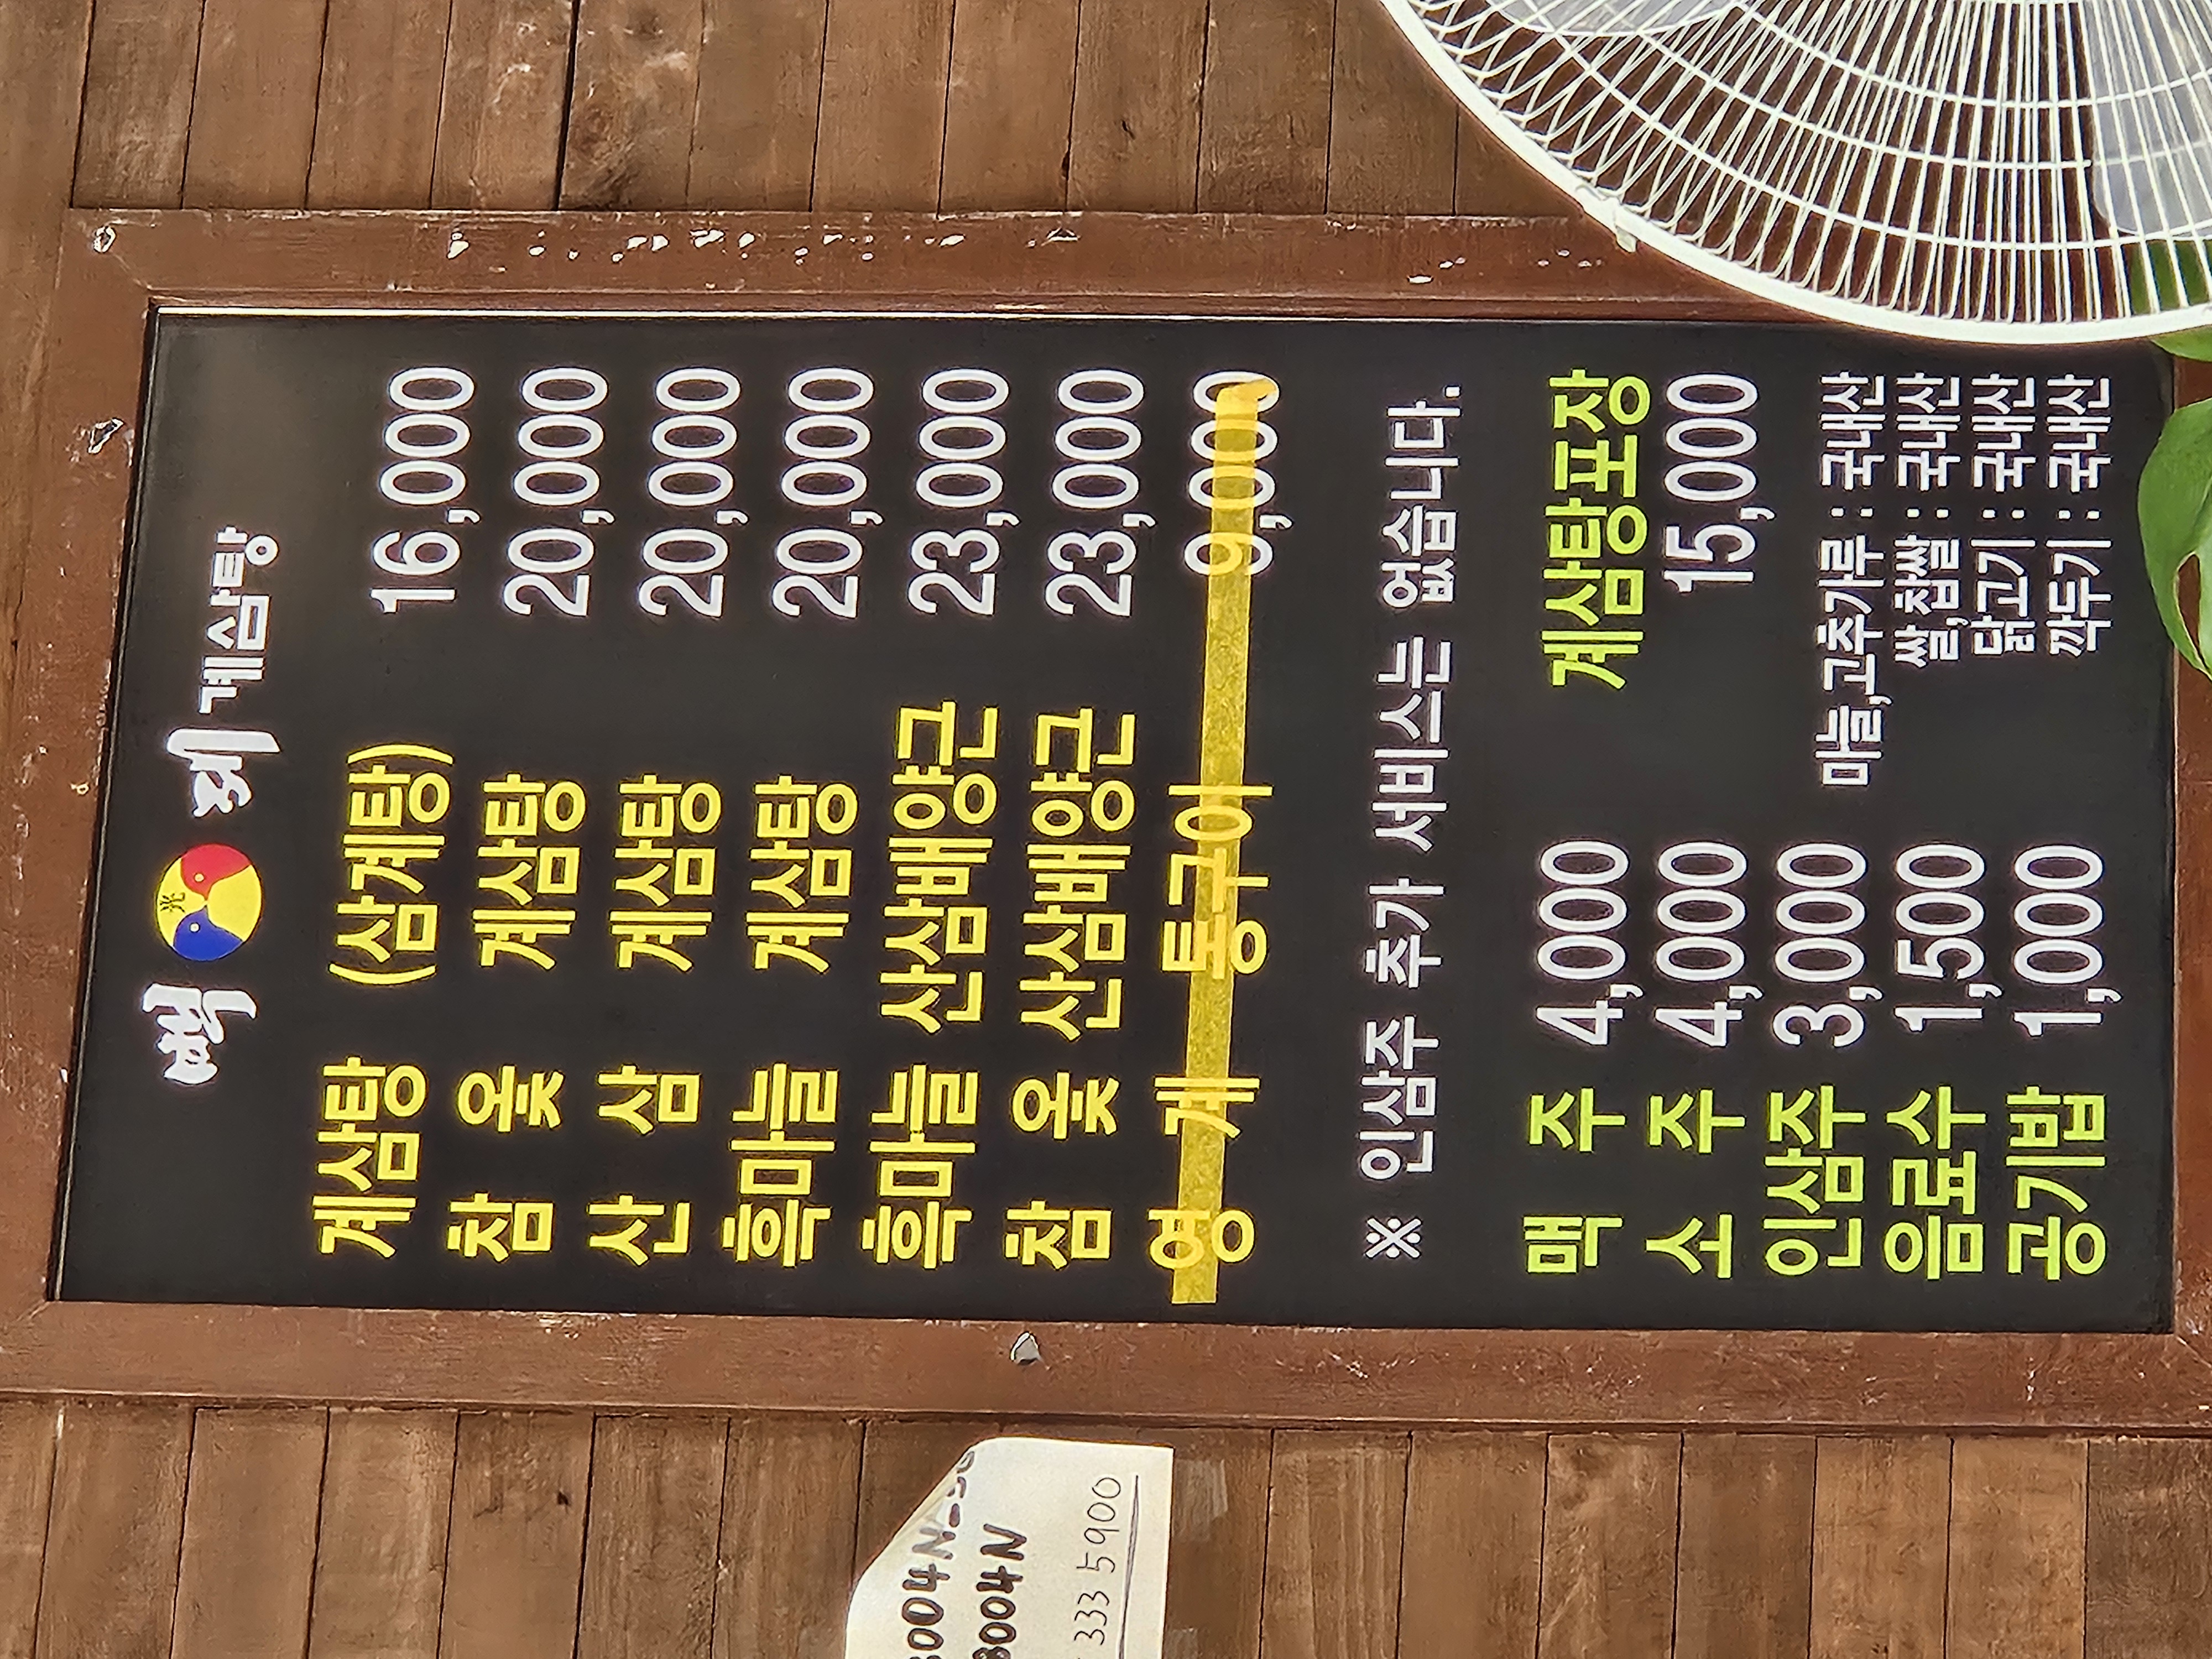 백 光 제 계삼탕
계삼탕 (삼계탕) 16,000
참 옻 계삼탕 20,000
산 삼 계삼탕 20,000
흑마늘 계삼탕 20,000
흑마늘 산삼배양근 23,000
참 옻 산삼배양근 23,000
영 계 통구이 9,000
※ 인삼주 추가 서비스는 없습니다.
맥 주 4,000
소 주 4,000
인삼주 3,000
음료수 1,500
공기밥 1,000
계삼탕포장
15,000
마늘,고추가루 : 국내산
쌀,찹쌀 : 국내산
닭고기 : 국내산
깍두기 : 국내산
8004N
333 5900